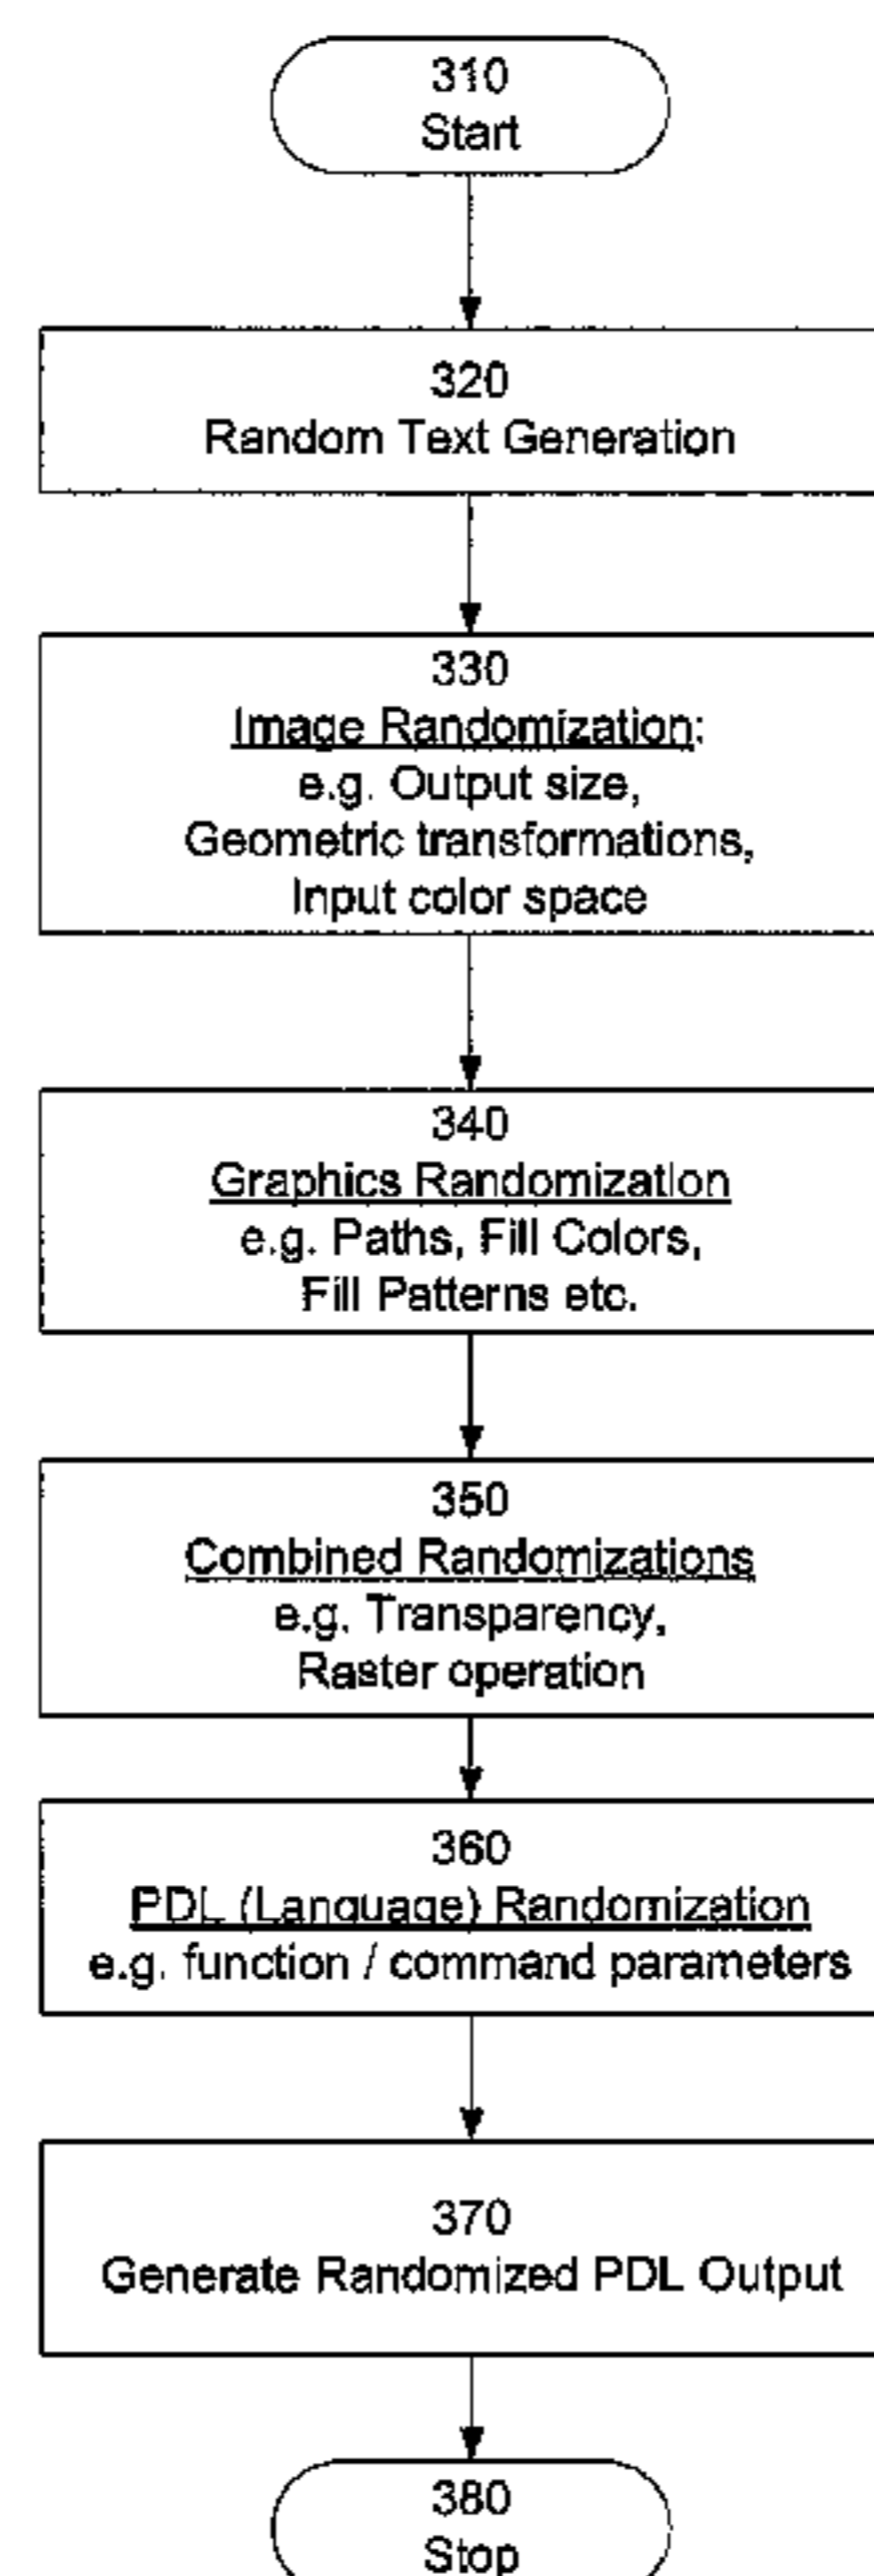 310
Start
320
Random Text Generation
330
Image Randomization:
e.g. Output size,
Geometric transformations,
Input color space
340
Graphics Randomization
e.g. Paths, Fill Colors,
Fill Patterns etc.
350
Combined Randomizations
e.g. Transparency,
Raster operation
360
PDL (Language) Randomization
e.g. function / command parameters
370
Generate Randomized PDL Output
380
Stop